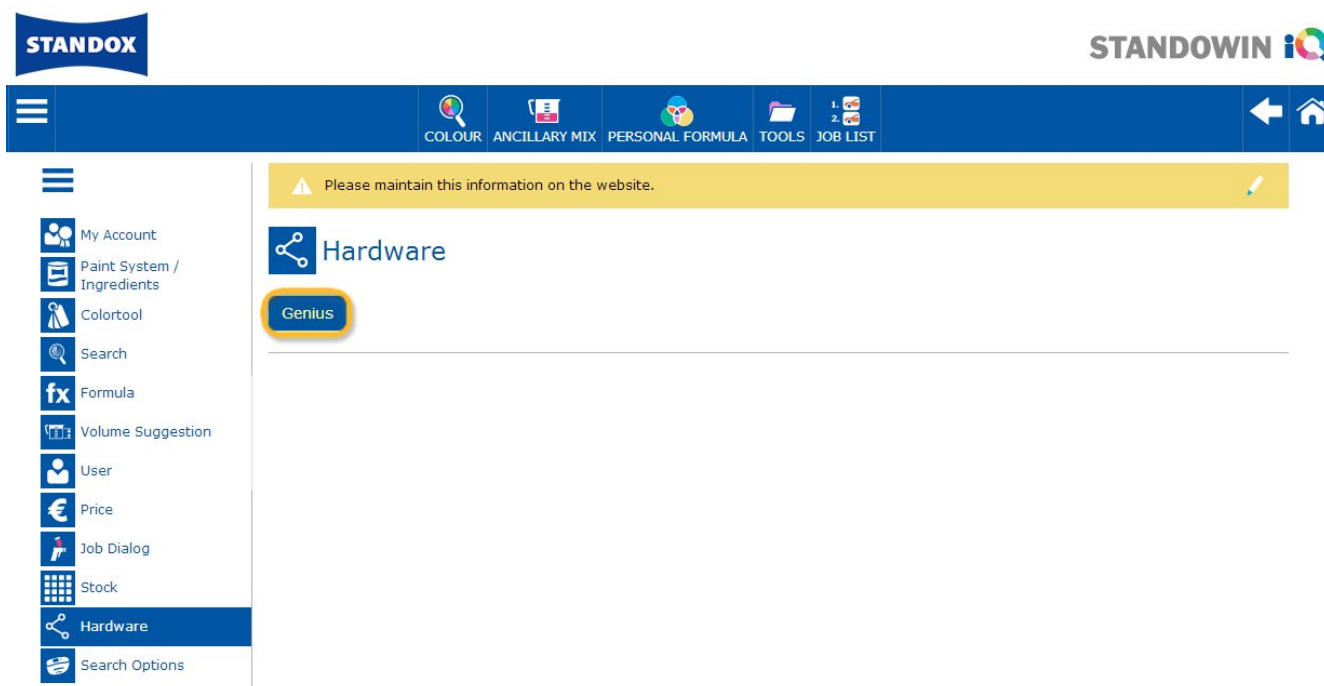 STANDOX
STANDOWIN iQ
COLOUR
ANCILLARY MIX
PERSONAL FORMULA
TOOLS
1.
2.
JOB LIST
Please maintain this information on the website.
My Account
Paint System /
Ingredients
Colortool
Search
fx Formula
Volume Suggestion
User
€ Price
Job Dialog
Stock
Hardware
Search Options
Hardware
Genius